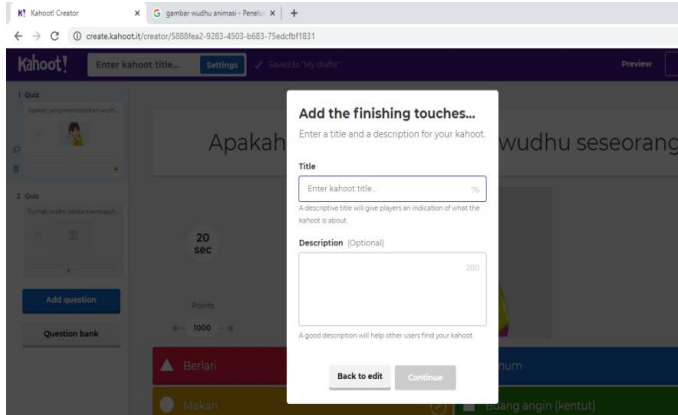 K! Kahoot! Creator
gambar wudhu animasi - Penelu
create.kahoot.it/creator/5888fea2-9283-4503-b683-75edcfbf1831
Kahoot!
Enter kahoot title...
Settings
Saved to "My drafts"
Preview
1 Quiz
Apakah yang membatalkan wudh...
Apakah
wudhu seseorang
2 Quiz
20
sec
Add question
Question bank
Points
1000
Add the finishing touches...
Enter a title and a description for your kahoot.
Title
Enter kahoot title..
76
A descriptive title will give players an indication of what the
kahoot is about.
Description (Optional)
280
A good description will help other users find your kahoot.
Back to edit
Continue
Berlari
num
Makan
Buang angin (kentut)